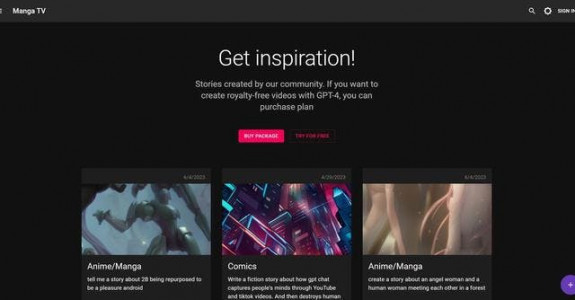 Manga TV
SIGN IN
Get inspiration!
Stories created by our community. If you want to
create royalty-free videos with GPT-4, you can
purchase plan
BUY PACKAGE
TRY FOR FREE
4/29/2023
6/4/2023
Anime/Manga
tell me a story about 2B being repurposed to
be a pleasure android
Comics
Write a fiction story about how gpt chat
captures people's minds through YouTube
and tiktok videos. And then destroys human
Anime/Manga
create a story about an angel woman and a
human woman meeting each other in a forest